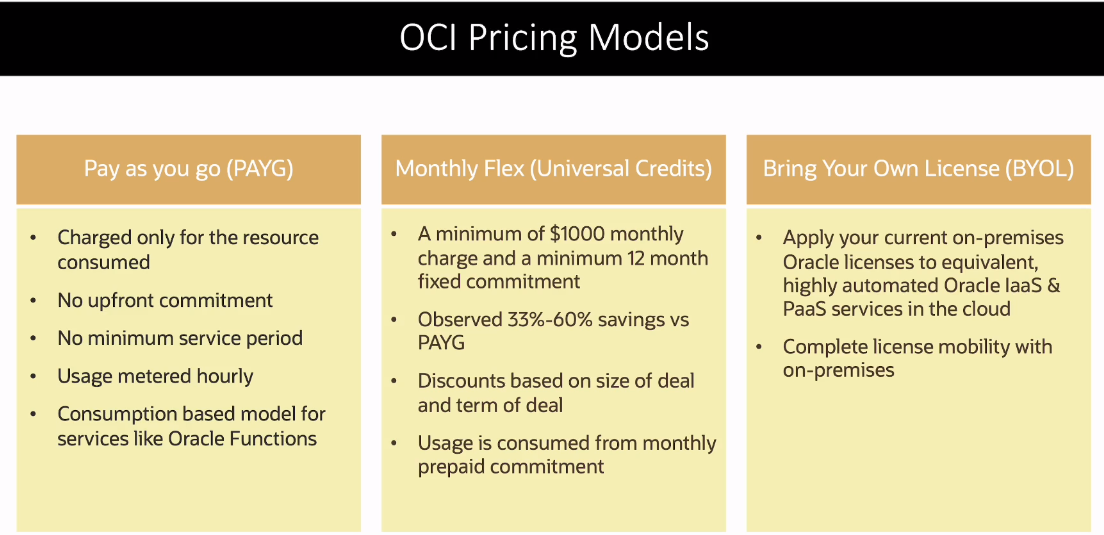 OCI Pricing Models
Pay as you go (PAYG)
• Charged only for the resource
consumed
• No upfront commitment
• No minimum service period
• Usage metered hourly
• Consumption based model for
services like Oracle Functions
Monthly Flex (Universal Credits)
• A minimum of $1000 monthly
charge and a minimum 12 month
fixed commitment
• Observed 33%-60% savings vs
PAYG
• Discounts based on size of deal
and term of deal
• Usage is consumed from monthly
prepaid commitment
Bring Your Own License (BYOL)
• Apply your current on-premises
Oracle licenses to equivalent,
highly automated Oracle IaaS &
PaaS services in the cloud
• Complete license mobility with
on-premises